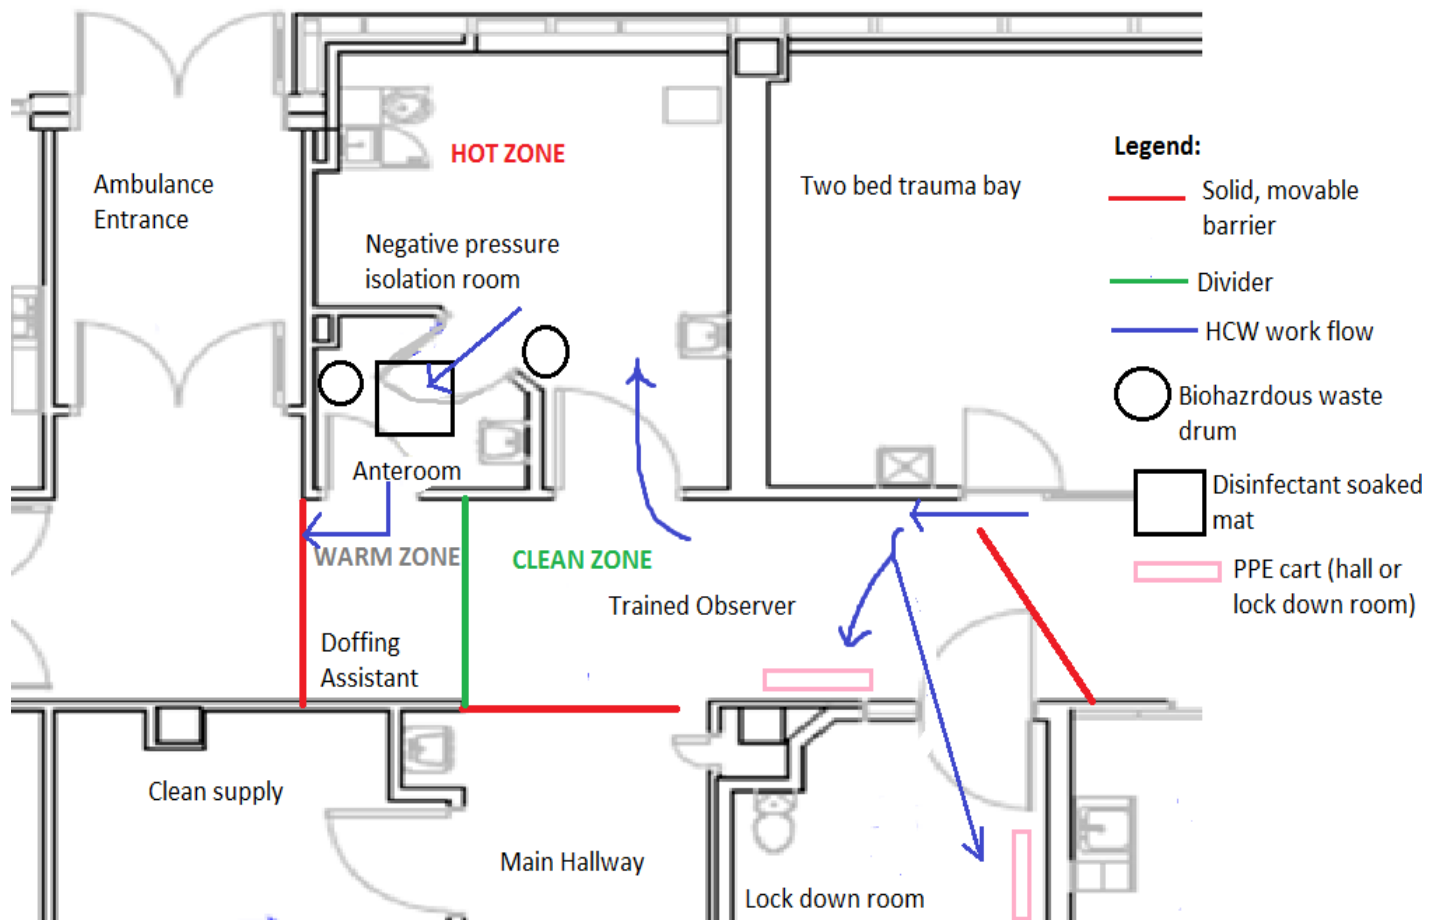 HOT ZONE
Ambulance
Entrance
Negative pressure
isolation room
Two bed trauma bay
Legend:
Solid, movable
barrier
Divider
HCW work flow
Biohazrdous waste
drum
Disinfectant soaked
mat
PPE cart (hall or
lock down room)
Anteroom
WARM ZONE
CLEAN ZONE
Trained Observer
Doffing
Assistant
Clean supply
Main Hallway
Lock down room